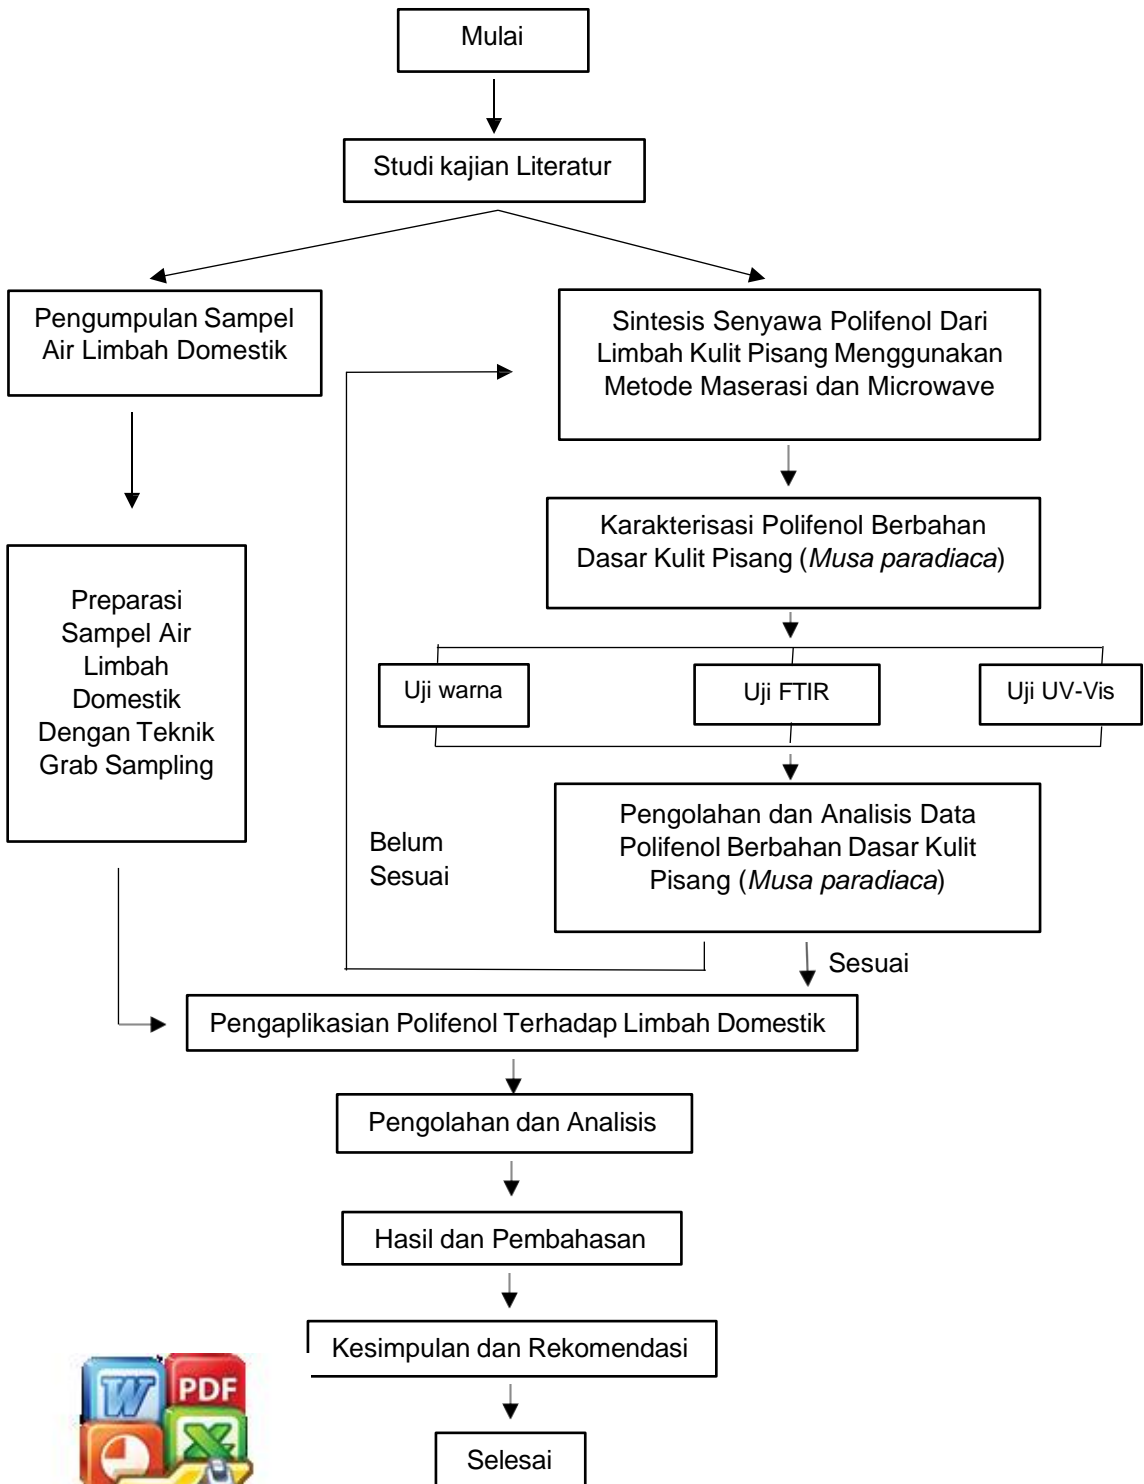 Mulai
Studi kajian Literatur
Pengumpulan Sampel
Air Limbah Domestik
Sintesis Senyawa Polifenol Dari
Limbah Kulit Pisang Menggunakan
Metode Maserasi dan Microwave
Karakterisasi Polifenol Berbahan
Dasar Kulit Pisang (Musa paradiaca)
Preparasi
Sampel Air
Limbah
Domestik
Dengan Teknik
Grab Sampling
Uji warna
Uji FTIR
Uji UV-Vis
Pengolahan dan Analisis Data
Polifenol Berbahan Dasar Kulit
Pisang (Musa paradiaca)
Belum
Sesuai
Sesuai
Pengaplikasian Polifenol Terhadap Limbah Domestik
Pengolahan dan Analisis
Hasil dan Pembahasan
Kesimpulan dan Rekomendasi
Selesai
W
PDF
X